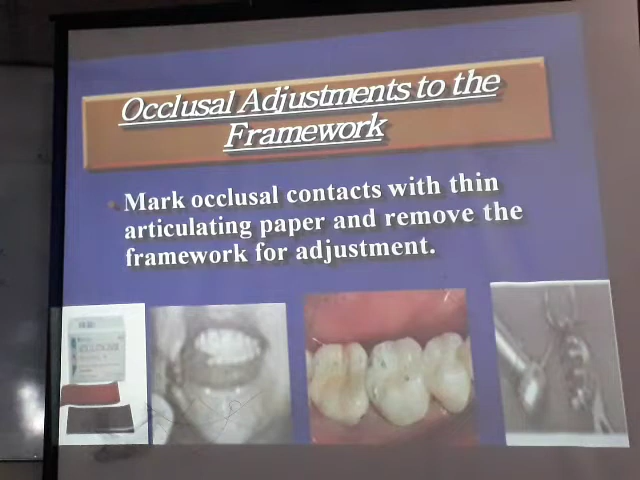 Occlusal Adjustments to the
Framework
Mark occlusal contacts with thin
articulating paper and remove the
framework for adjustment.